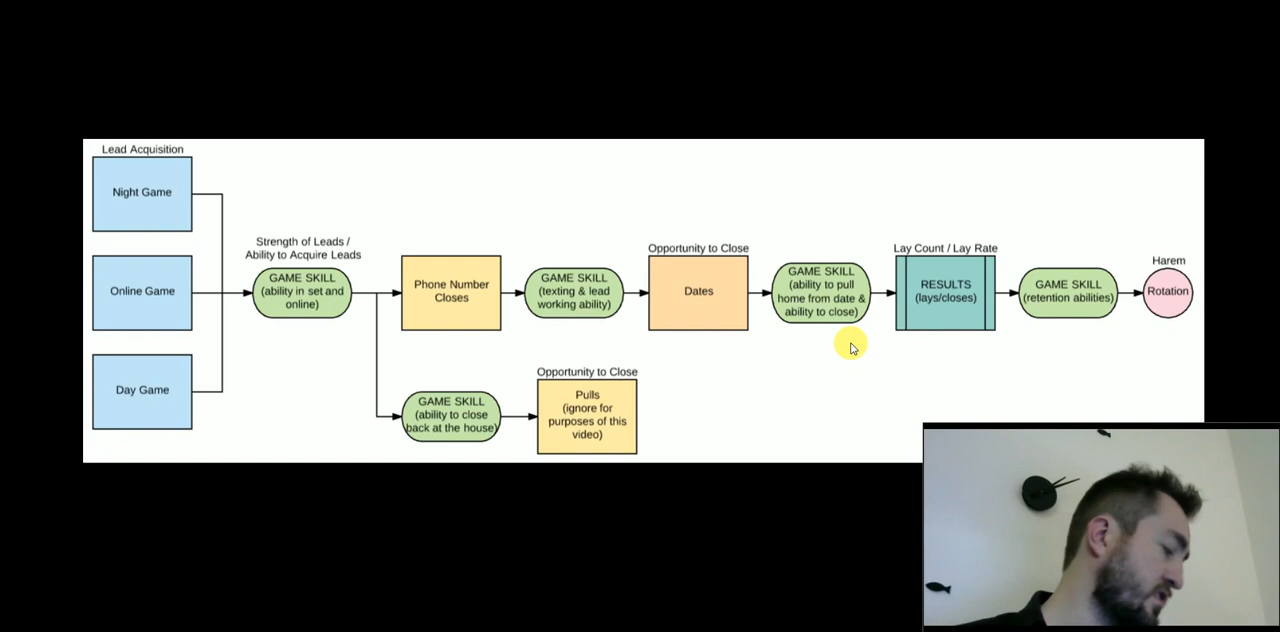 Lead Acquisition
Night Game
Online Game
Day Game
Strength of Leads /
Ability to Acquire Leads
GAME SKILL
(ability in set and
online)
Phone Number
Closes
GAME SKILL
(texting & lead
working ability)
Opportunity to Close
Dates
GAME SKILL
(ability to pull
home from date &
ability to close)
Lay Count / Lay Rate
RESULTS
(lays/closes)
GAME SKILL
(retention abilities)
Harem
Rotation
GAME SKILL
(ability to close
back at the house)
Opportunity to Close
Pulls
(ignore for
purposes of this
video)